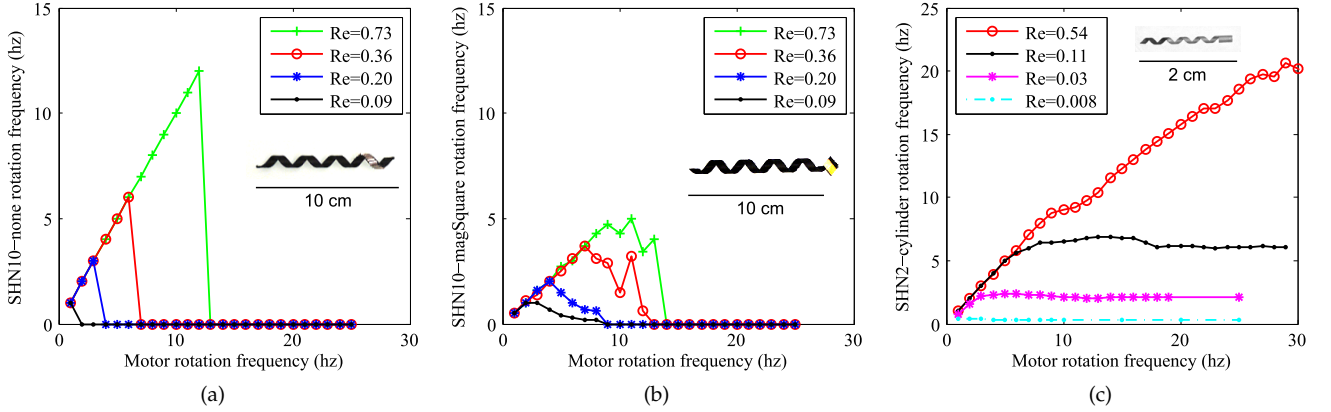 15
10
5
0
0
10
20
30
SHN10−none rotation frequency (hz)
Motor rotation frequency (hz)
Re=0.73
Re=0.36
Re=0.20
Re=0.09
10 cm
(a)
15
10
5
0
0
10
20
30
SHN10−magSquare rotation frequency (hz)
Motor rotation frequency (hz)
Re=0.73
Re=0.36
Re=0.20
Re=0.09
10 cm
(b)
25
20
15
10
5
0
0
10
20
30
SHN2−cylinder rotation frequency (hz)
Motor rotation frequency (hz)
Re=0.54
Re=0.11
Re=0.03
Re=0.008
2 cm
(c)